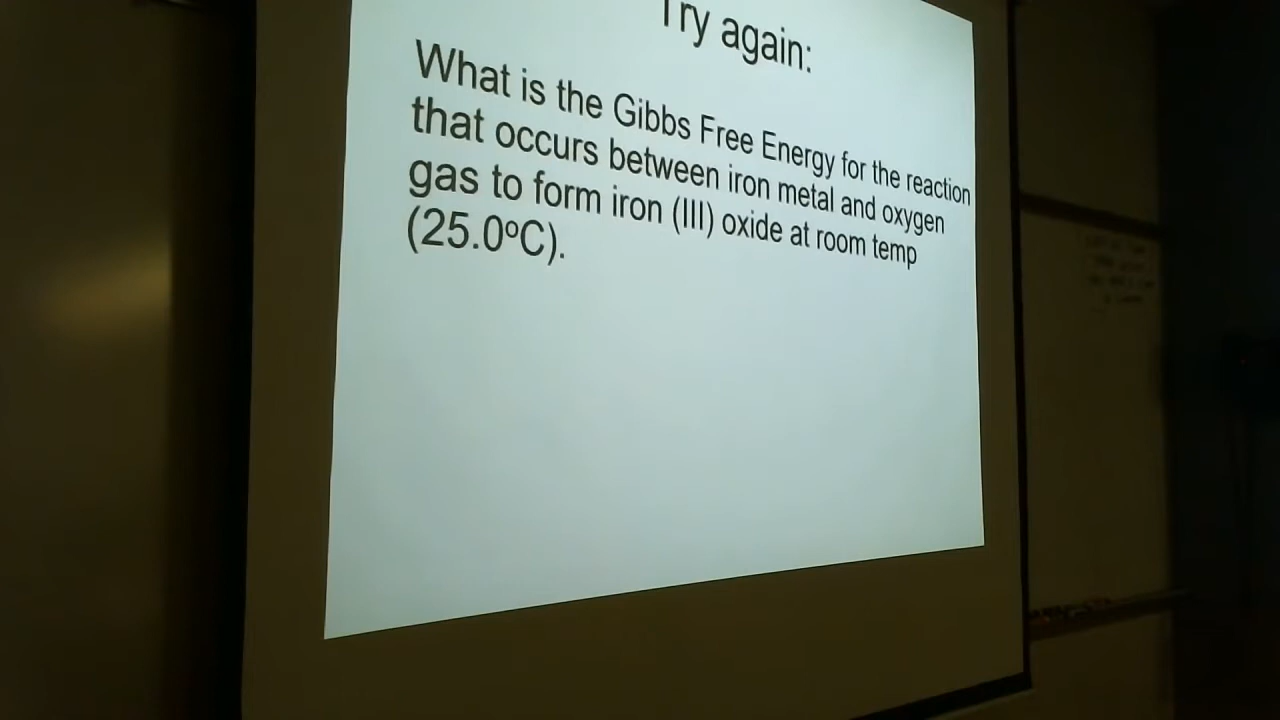 Try again:
What is the Gibbs Free Energy for the reaction
that occurs between iron metal and oxygen
gas to form iron (III) oxide at room temp
(25.0ºC).